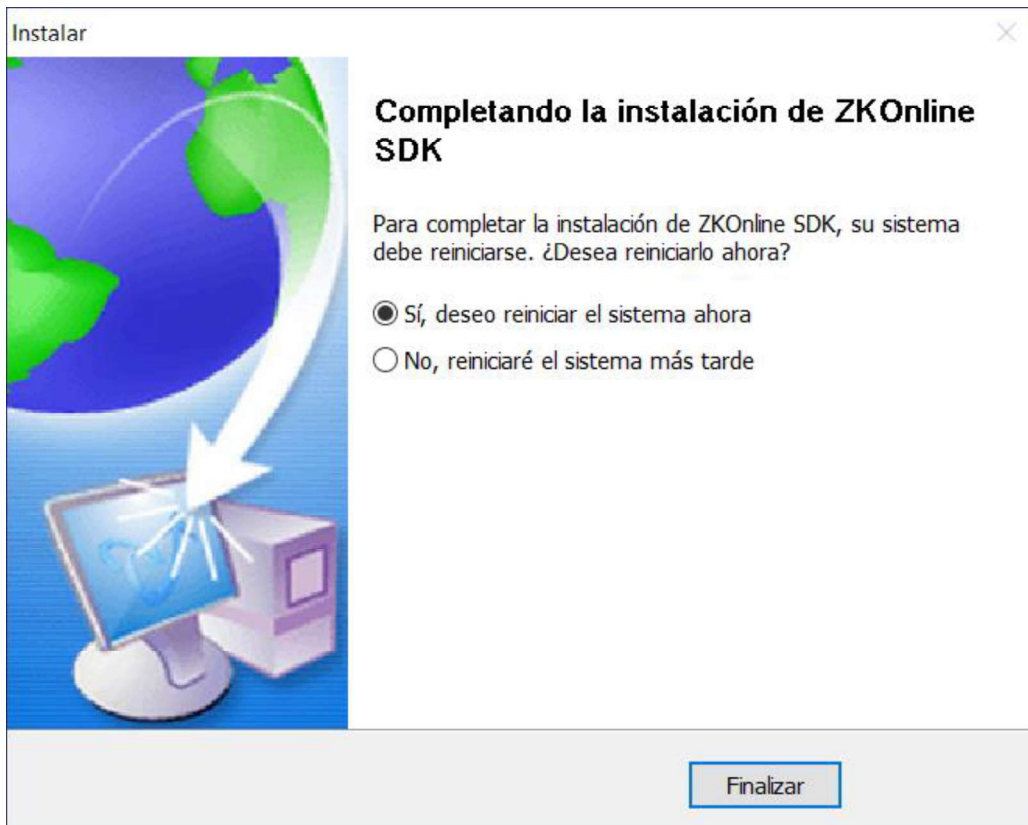 Instalar
Completando la instalación de ZKOnline
SDK
Para completar la instalación de ZKOnline SDK, su sistema
debe reiniciarse. ¿Desea reiniciarlo ahora?
Sí, deseo reiniciar el sistema ahora
No, reiniciaré el sistema más tarde
Finalizar